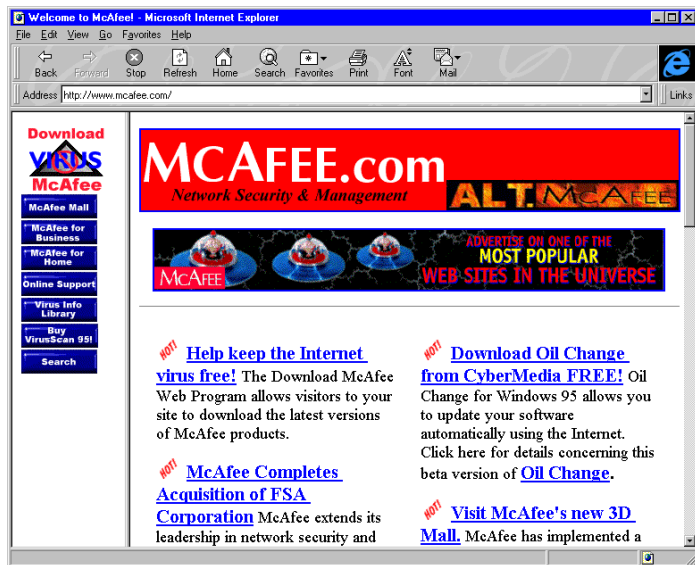 Welcome to McAfee! - Microsoft Internet Explorer
File Edit View Go Favorites Help
Back Forward Stop Refresh Home Search Favorites Print Font Mail
Address http://www.mcafee.com/ Links
Download
VIRUS
McAfee
McAfee Mall
McAfee for
Business
McAfee for
Home
Online Support
Virus Info
Library
Buy
VirusScan 95!
Search
MCAFEE.com
Network Security & Management
ALT.MCAFEE
MCAFEE
ADVERTISE ON ONE OF THE
MOST POPULAR
WEB SITES IN THE UNIVERSE
HOT! Help keep the Internet
virus free! The Download McAfee
Web Program allows visitors to your
site to download the latest versions
of McAfee products.
HOT! McAfee Completes
Acquisition of FSA
Corporation McAfee extends its
leadership in network security and
HOT! Download Oil Change
from CyberMedia FREE! Oil
Change for Windows 95 allows you
to update your software
automatically using the Internet.
Click here for details concerning this
beta version of Oil Change.
HOT! Visit McAfee's new 3D
Mall. McAfee has implemented a